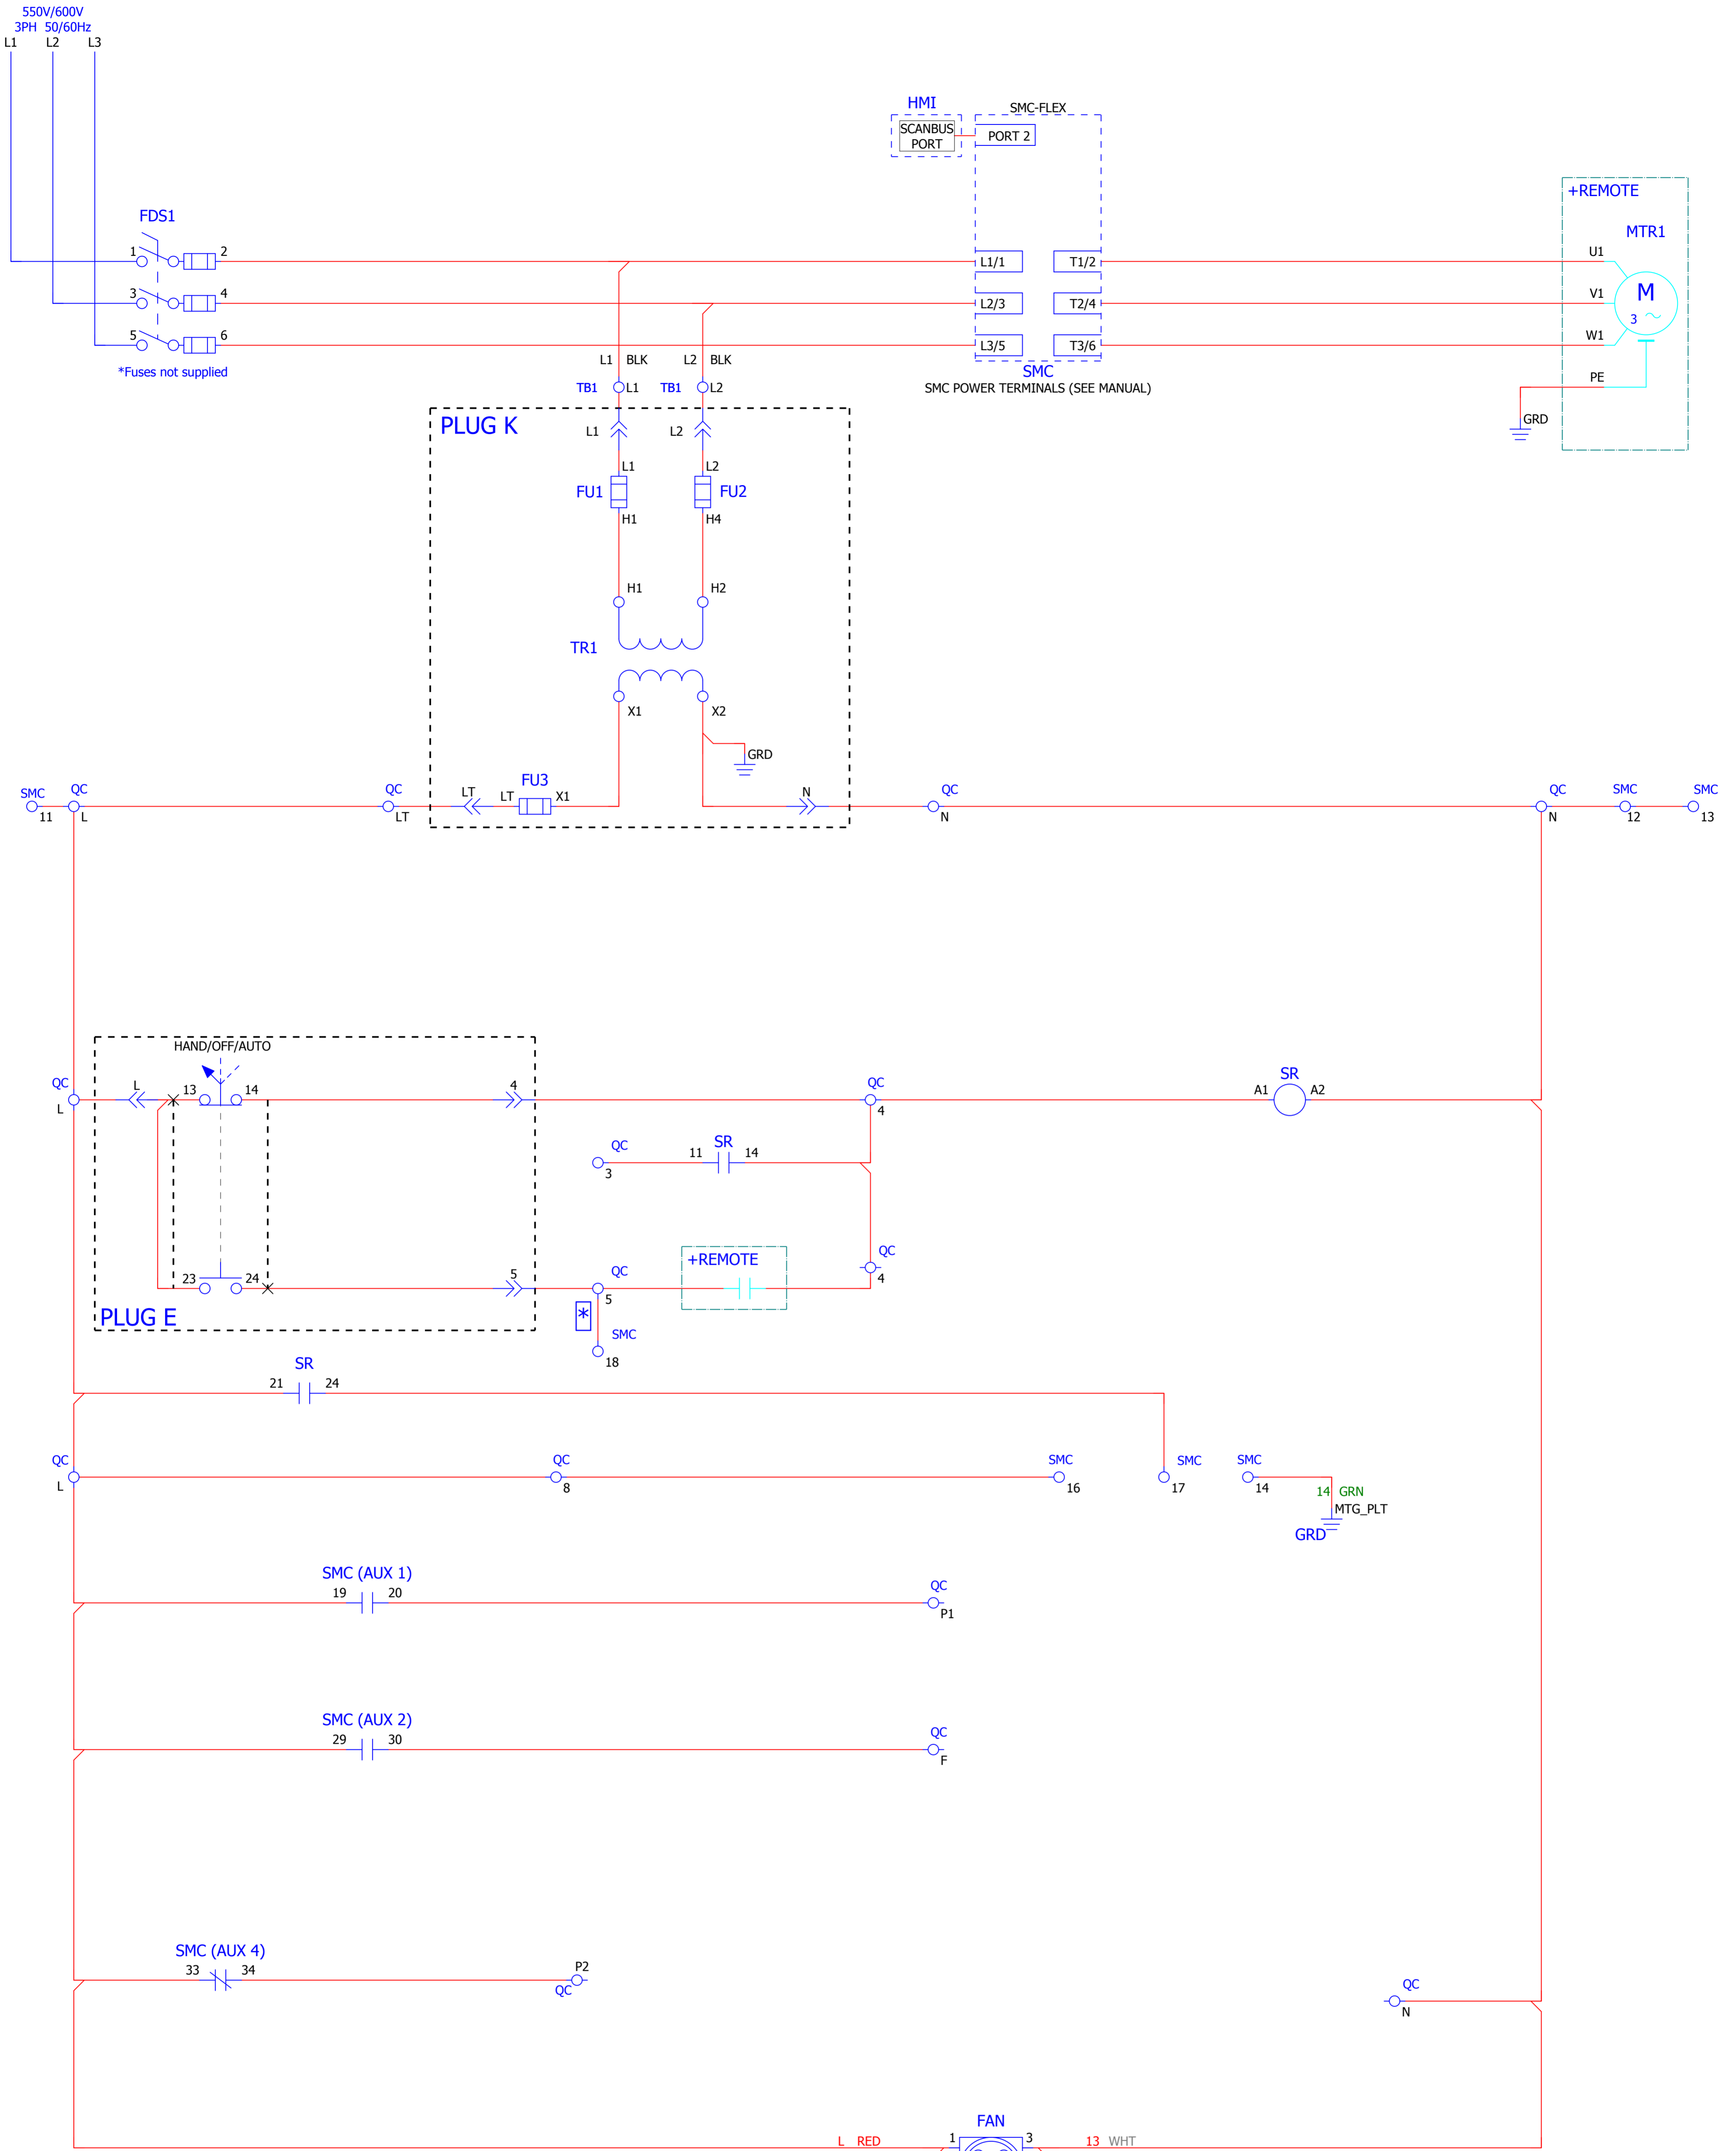 550V/600V
3PH 50/60Hz
L1 L2 L3
HMI
SMC-FLEX
SCANBUS
PORT
PORT 2
+REMOTE
FDS1
MTR1
1 2
L1/1 T1/2
U1
3 4
L2/3 T2/4
V1
M
3
5 6
L3/5 T3/6
W1
*Fuses not supplied
L1 BLK L2 BLK
SMC
PE
TB1 L1 TB1 L2
SMC POWER TERMINALS (SEE MANUAL)
PLUG K
L1 L2
GRD
L1 L2
FU1 FU2
H1 H4
H1 H2
TR1
X1 X2
GRD
FU3
SMC QC QC LT LT X1 N QC QC SMC SMC
11 L LT N N 12 13
HAND/OFF/AUTO
QC L 13 14 4 QC SR
L 4 A1 A2
QC SR
3 11 14
+REMOTE QC
4
23 24 5 QC
5
PLUG E
*
SMC
18
SR
21 24
QC QC SMC SMC SMC
L 8 16 17 14
14 GRN
MTG_PLT
GRD
SMC (AUX 1)
19 20 QC
P1
SMC (AUX 2)
29 30 QC
F
SMC (AUX 4)
33 34 P2
QC
QC
N
FAN
L RED 1 3 13 WHT